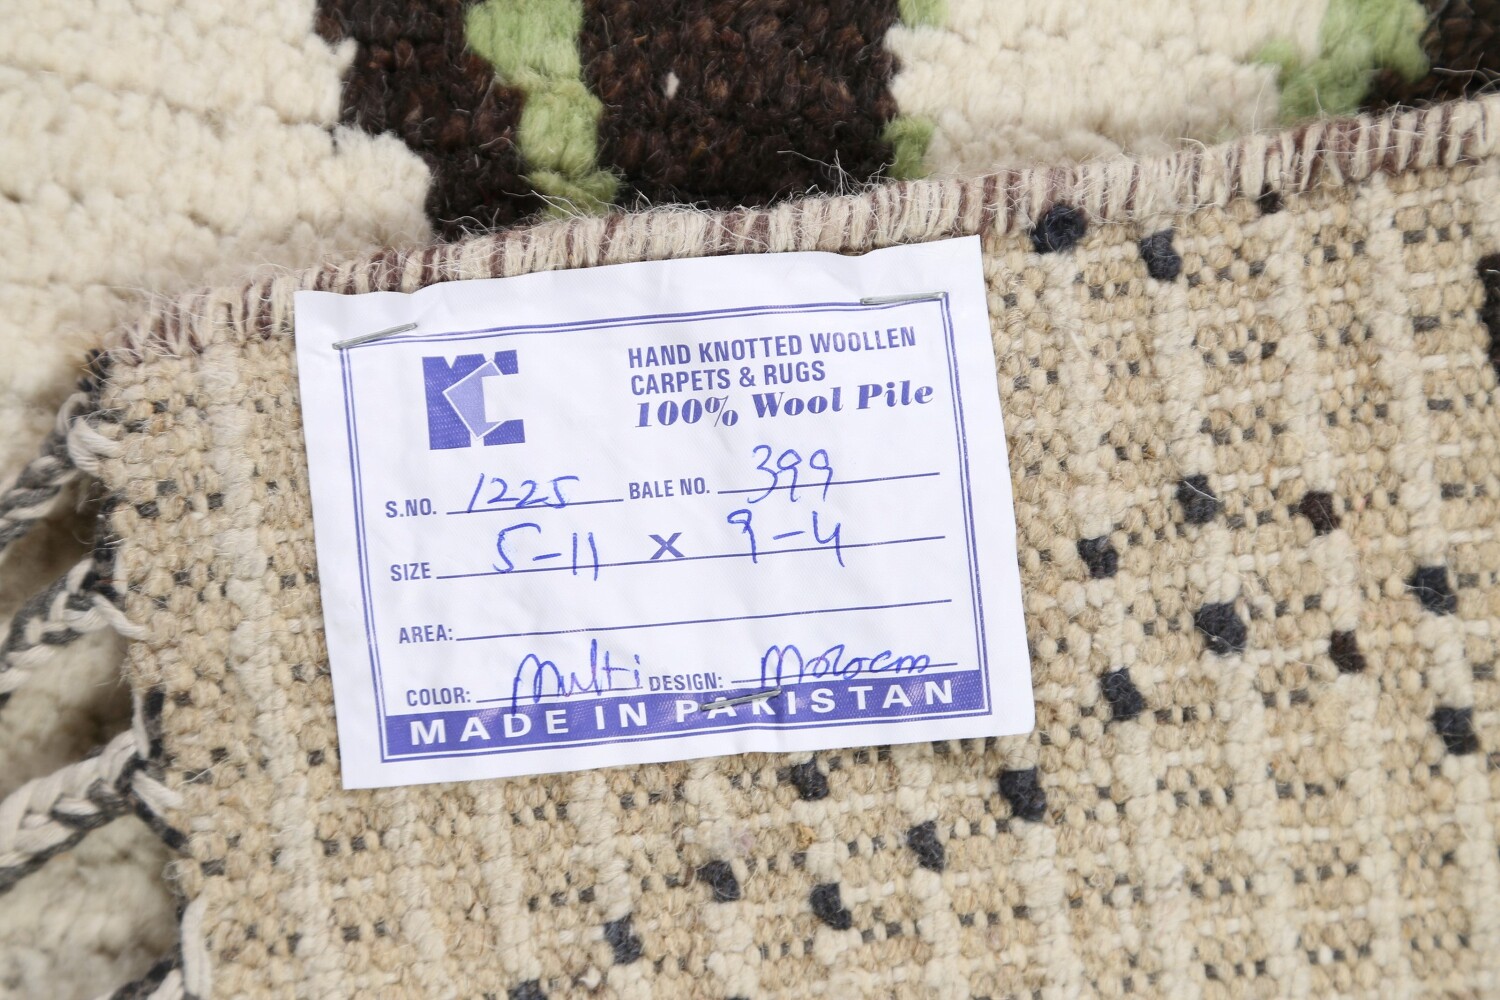 HAND KNOTTED WOOLLEN
CARPETS & RUGS
100% Wool Pile
S.NO. 1225 BALE NO. 399
SIZE 5-11 X 9-4
AREA:
COLOR: Multi DESIGN:
MADE IN PAKISTAN